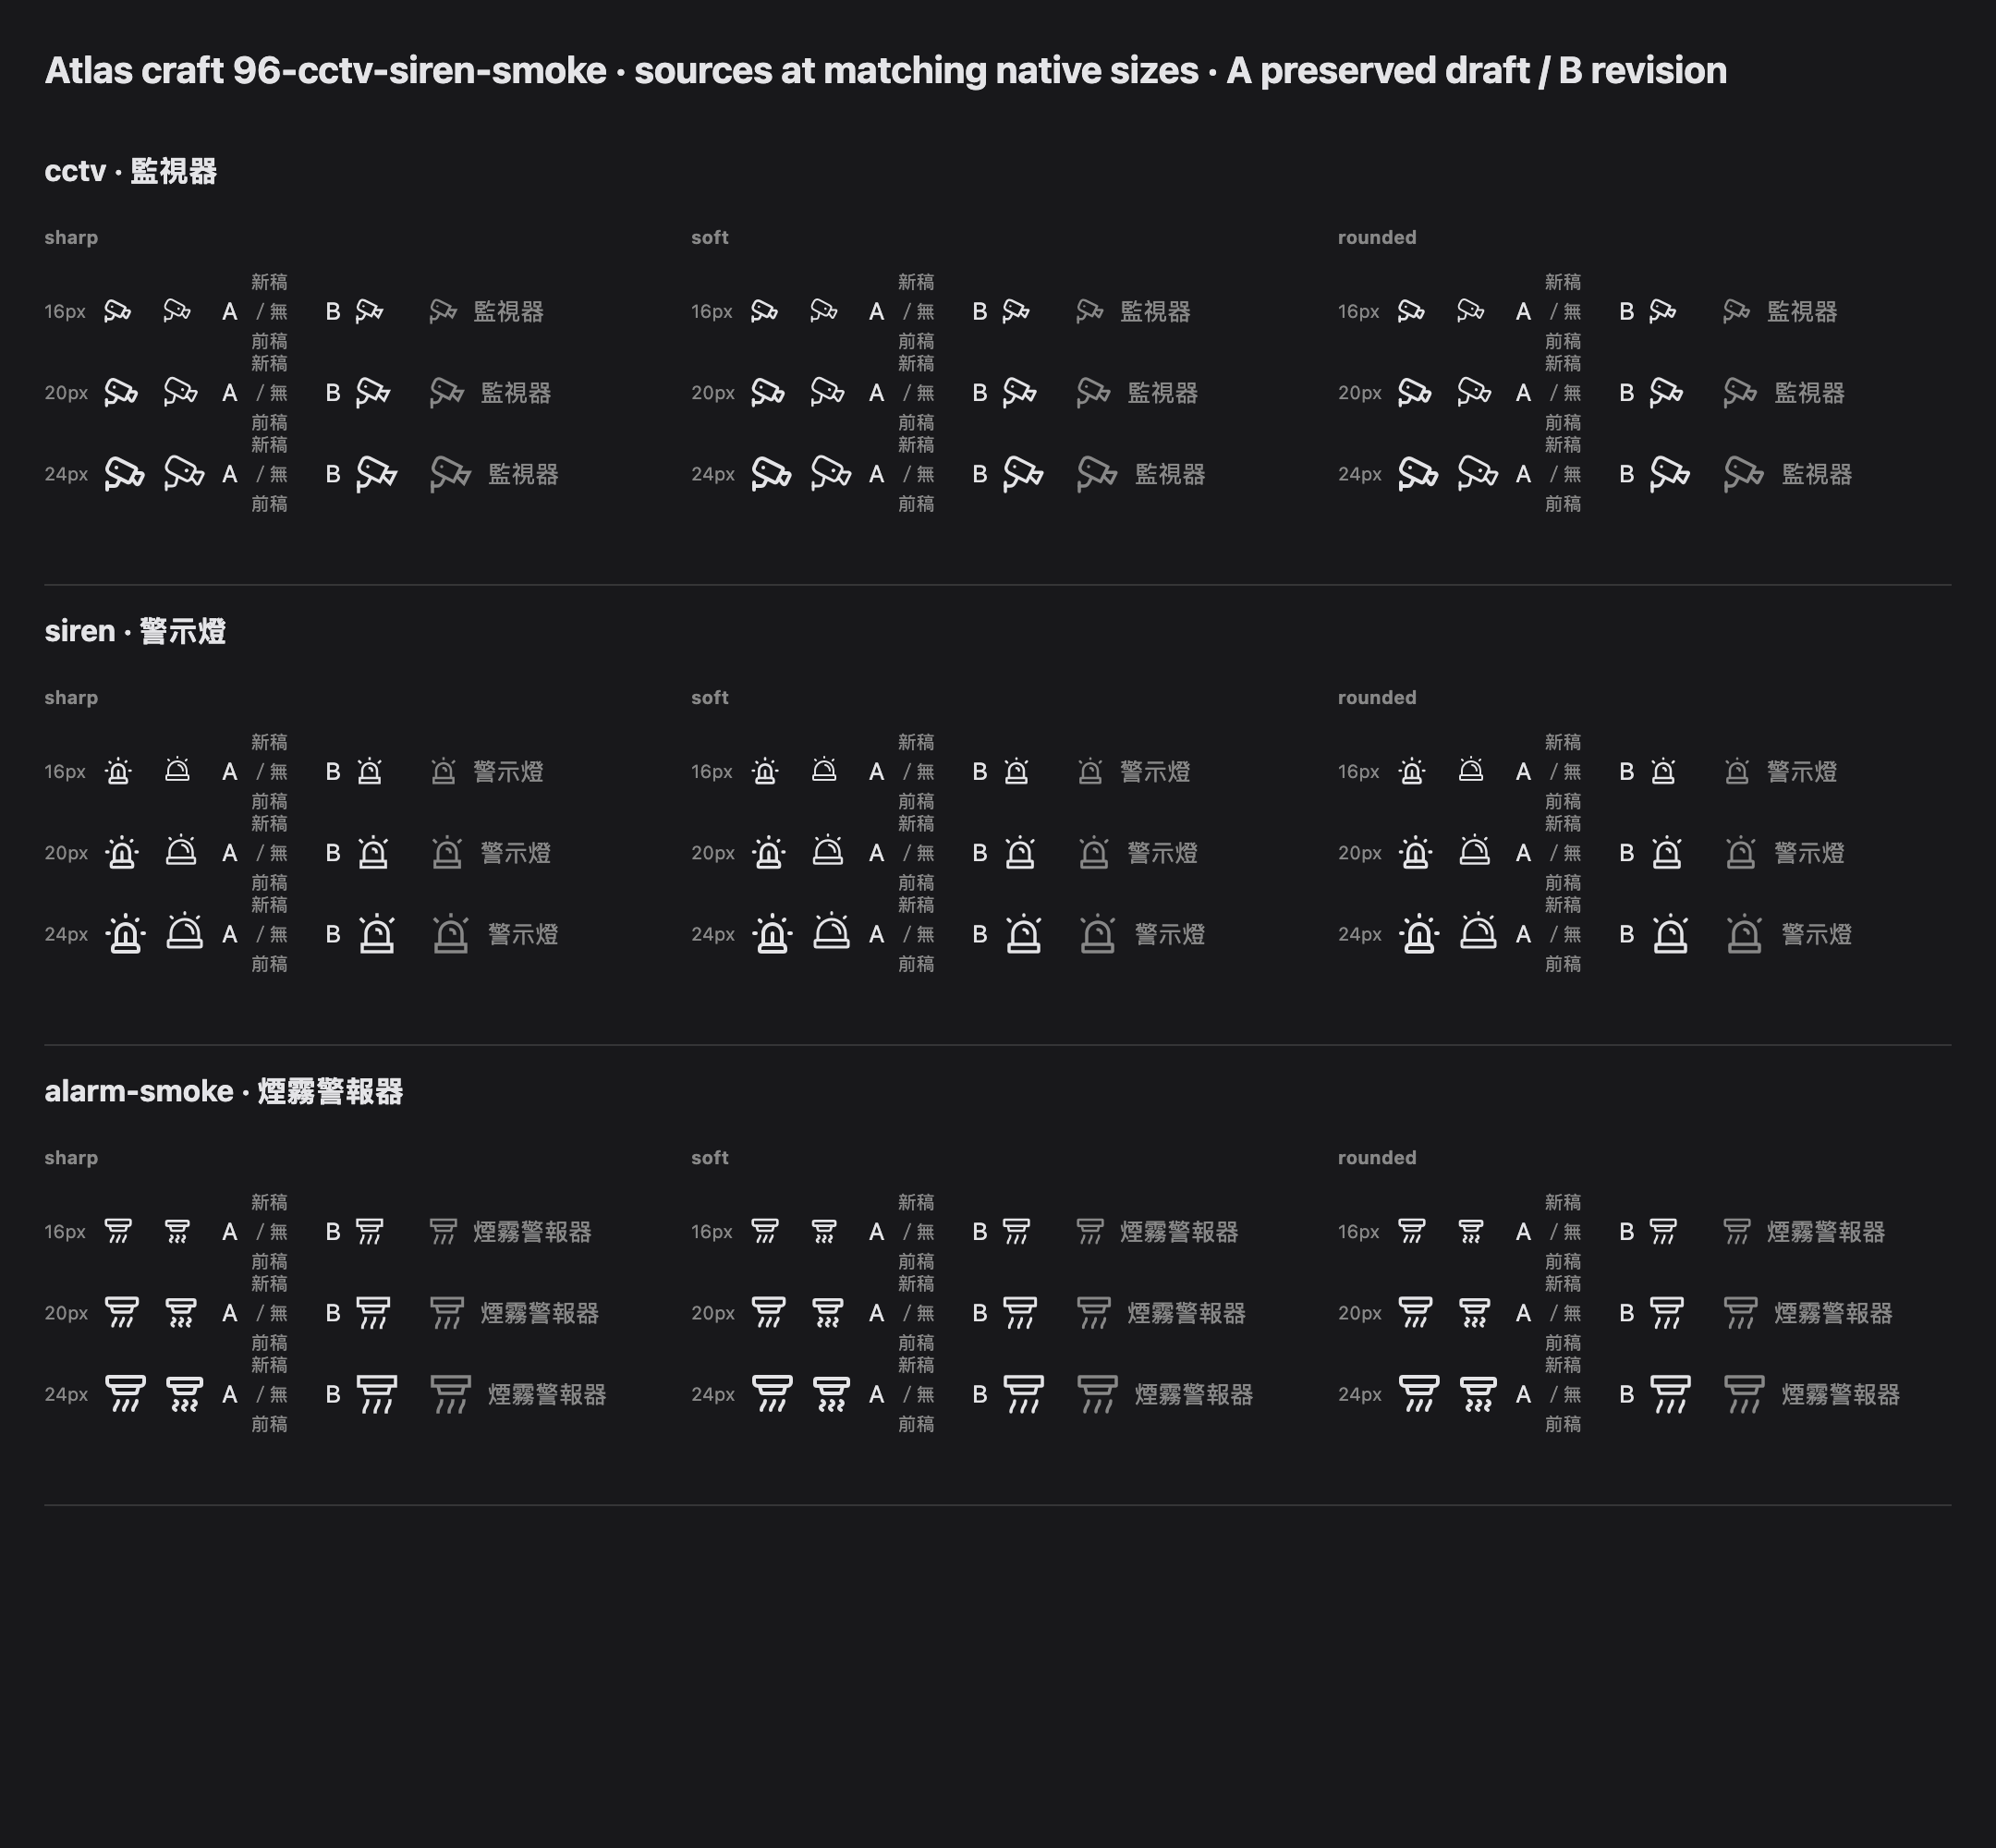 Atlas craft 96-cctv-siren-smoke · sources at matching native sizes · A preserved draft / B revision
cctv · 監視器
sharp
16px A 新稿 / 無前稿 B 監視器
20px A 新稿 / 無前稿 B 監視器
24px A 新稿 / 無前稿 B 監視器
soft
16px A 新稿 / 無前稿 B 監視器
20px A 新稿 / 無前稿 B 監視器
24px A 新稿 / 無前稿 B 監視器
rounded
16px A 新稿 / 無前稿 B 監視器
20px A 新稿 / 無前稿 B 監視器
24px A 新稿 / 無前稿 B 監視器
siren · 警示燈
sharp
16px A 新稿 / 無前稿 B 警示燈
20px A 新稿 / 無前稿 B 警示燈
24px A 新稿 / 無前稿 B 警示燈
soft
16px A 新稿 / 無前稿 B 警示燈
20px A 新稿 / 無前稿 B 警示燈
24px A 新稿 / 無前稿 B 警示燈
rounded
16px A 新稿 / 無前稿 B 警示燈
20px A 新稿 / 無前稿 B 警示燈
24px A 新稿 / 無前稿 B 警示燈
alarm-smoke · 煙霧警報器
sharp
16px A 新稿 / 無前稿 B 煙霧警報器
20px A 新稿 / 無前稿 B 煙霧警報器
24px A 新稿 / 無前稿 B 煙霧警報器
soft
16px A 新稿 / 無前稿 B 煙霧警報器
20px A 新稿 / 無前稿 B 煙霧警報器
24px A 新稿 / 無前稿 B 煙霧警報器
rounded
16px A 新稿 / 無前稿 B 煙霧警報器
20px A 新稿 / 無前稿 B 煙霧警報器
24px A 新稿 / 無前稿 B 煙霧警報器